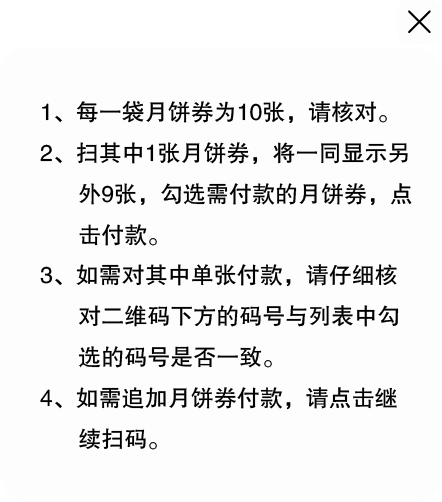 1、每一袋月饼券为10张，请核对。
2、扫其中1张月饼券，将一同显示另
外9张，勾选需付款的月饼券，点
击付款。
3、如需对其中单张付款，请仔细核
对二维码下方的码号与列表中勾
选的码号是否一致。
4、如需追加月饼券付款，请点击继
续扫码。